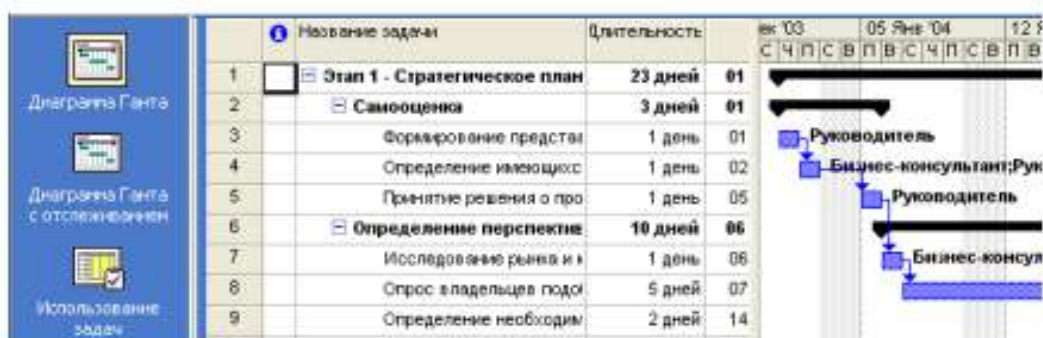 Диаграмма Ганта
Диаграмма Ганта
с отслеживанием
Использование
задач
Название задачи Длительность
ек '03 05 Янв '04 12 Я
С Ч П С В П В С Ч П С В П В
1 Этап 1 - Стратегическое план 23 дней 01
2 Самооценка 3 дней 01
3 Формирование представ 1 день 01 Руководитель
4 Определение имеющихс 1 день 02 Бизнес-консультант;Рук
5 Принятие решения о про 1 день 05 Руководитель
6 Определение перспектив 10 дней 06
7 Исследование рынка и к 1 день 06 Бизнес-консул
8 Опрос владельцев подо 5 дней 07
9 Определение необходим 2 дней 14